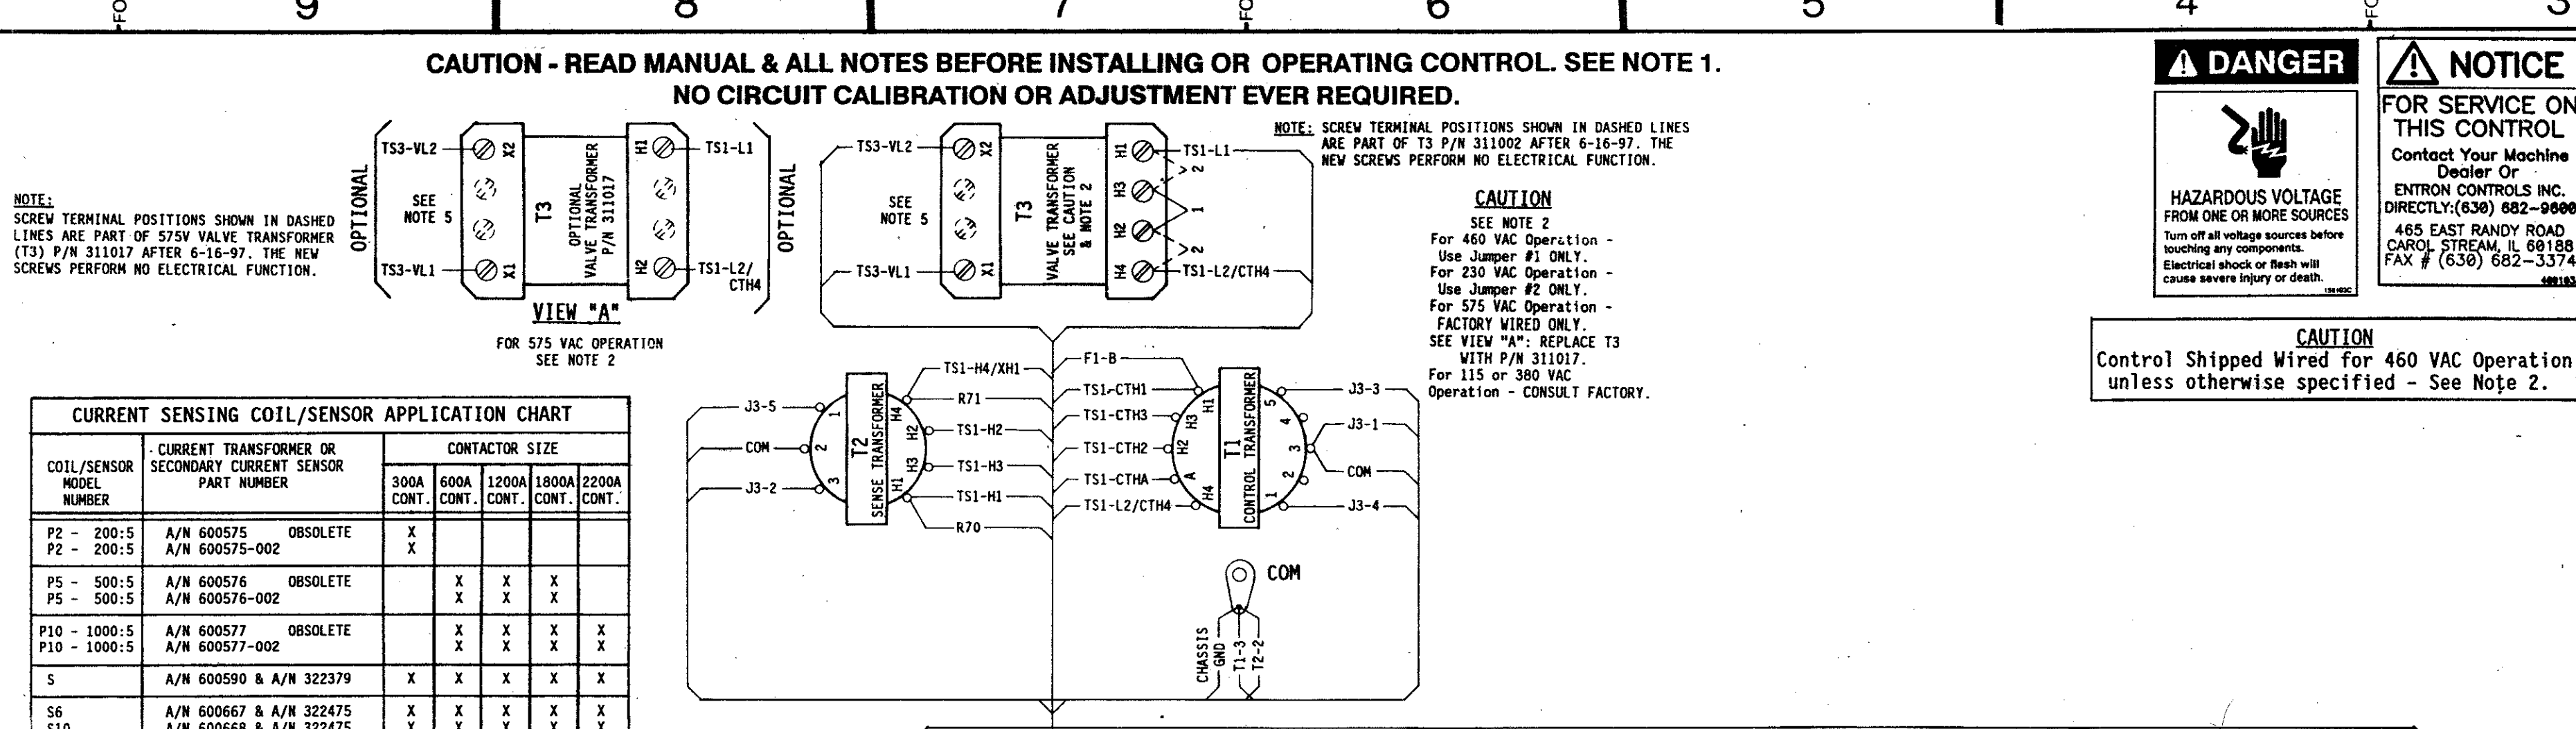 9 8 7 6 5 4 3
FO
FO
FO
CAUTION - READ MANUAL & ALL NOTES BEFORE INSTALLING OR OPERATING CONTROL. SEE NOTE 1.
NO CIRCUIT CALIBRATION OR ADJUSTMENT EVER REQUIRED.
NOTE:
SCREW TERMINAL POSITIONS SHOWN IN DASHED
LINES ARE PART OF 575V VALVE TRANSFORMER
(T3) P/N 311017 AFTER 6-16-97. THE NEW
SCREWS PERFORM NO ELECTRICAL FUNCTION.
OPTIONAL
TS3-VL2
X2
SEE
NOTE 5
TS3-VL1
X1
T3
OPTIONAL
VALVE TRANSFORMER
P/N 311017
H1
TS1-L1
H2
TS1-L2/
CTH4
OPTIONAL
VIEW "A"
FOR 575 VAC OPERATION
SEE NOTE 2
TS3-VL2
X2
SEE
NOTE 5
TS3-VL1
X1
T3
VALVE TRANSFORMER
SEE CAUTION
& NOTE 2
H1
H3
H2
H4
TS1-L1
2
1
2
TS1-L2/CTH4
NOTE: SCREW TERMINAL POSITIONS SHOWN IN DASHED LINES
ARE PART OF T3 P/N 311002 AFTER 6-16-97. THE
NEW SCREWS PERFORM NO ELECTRICAL FUNCTION.
CAUTION
SEE NOTE 2
For 460 VAC Operation -
Use Jumper #1 ONLY.
For 230 VAC Operation -
Use Jumper #2 ONLY.
For 575 VAC Operation -
FACTORY WIRED ONLY.
SEE VIEW "A": REPLACE T3
WITH P/N 311017.
For 115 or 380 VAC
Operation - CONSULT FACTORY.
DANGER
HAZARDOUS VOLTAGE
FROM ONE OR MORE SOURCES
Turn off all voltage sources before
touching any components.
Electrical shock or flash will
cause severe injury or death.
NOTICE
FOR SERVICE ON
THIS CONTROL
Contact Your Machine
Dealer Or
ENTRON CONTROLS INC.
DIRECTLY:(630) 682-9600
465 EAST RANDY ROAD
CAROL STREAM, IL 60188
FAX # (630) 682-3374
CAUTION
Control Shipped Wired for 460 VAC Operation
unless otherwise specified - See Note 2.
J3-5
COM
J3-2
1
2
3
T2
SENSE TRANSFORMER
H4
H2
H3
H1
TS1-H4/XH1
R71
TS1-H2
TS1-H3
TS1-H1
R70
F1-B
TS1-CTH1
TS1-CTH3
TS1-CTH2
TS1-CTHA
TS1-L2/CTH4
H1
H3
H2
A
H4
T1
CONTROL TRANSFORMER
5
4
3
2
1
J3-3
J3-1
COM
J3-4
COM
CHASSIS
GND
T1-3
T2-2
CURRENT SENSING COIL/SENSOR APPLICATION CHART
COIL/SENSOR
MODEL
NUMBER
CURRENT TRANSFORMER OR
SECONDARY CURRENT SENSOR
PART NUMBER
CONTACTOR SIZE
300A CONT. 600A CONT. 1200A CONT. 1800A CONT. 2200A CONT.
P2 - 200:5 A/N 600575 OBSOLETE X
P2 - 200:5 A/N 600575-002 X
P5 - 500:5 A/N 600576 OBSOLETE X X X
P5 - 500:5 A/N 600576-002 X X X
P10 - 1000:5 A/N 600577 OBSOLETE X X X X
P10 - 1000:5 A/N 600577-002 X X X X
S A/N 600590 & A/N 322379 X X X X X
S6 A/N 600667 & A/N 322475 X X X X X
S10 A/N 600668 & A/N 322475 X X X X X